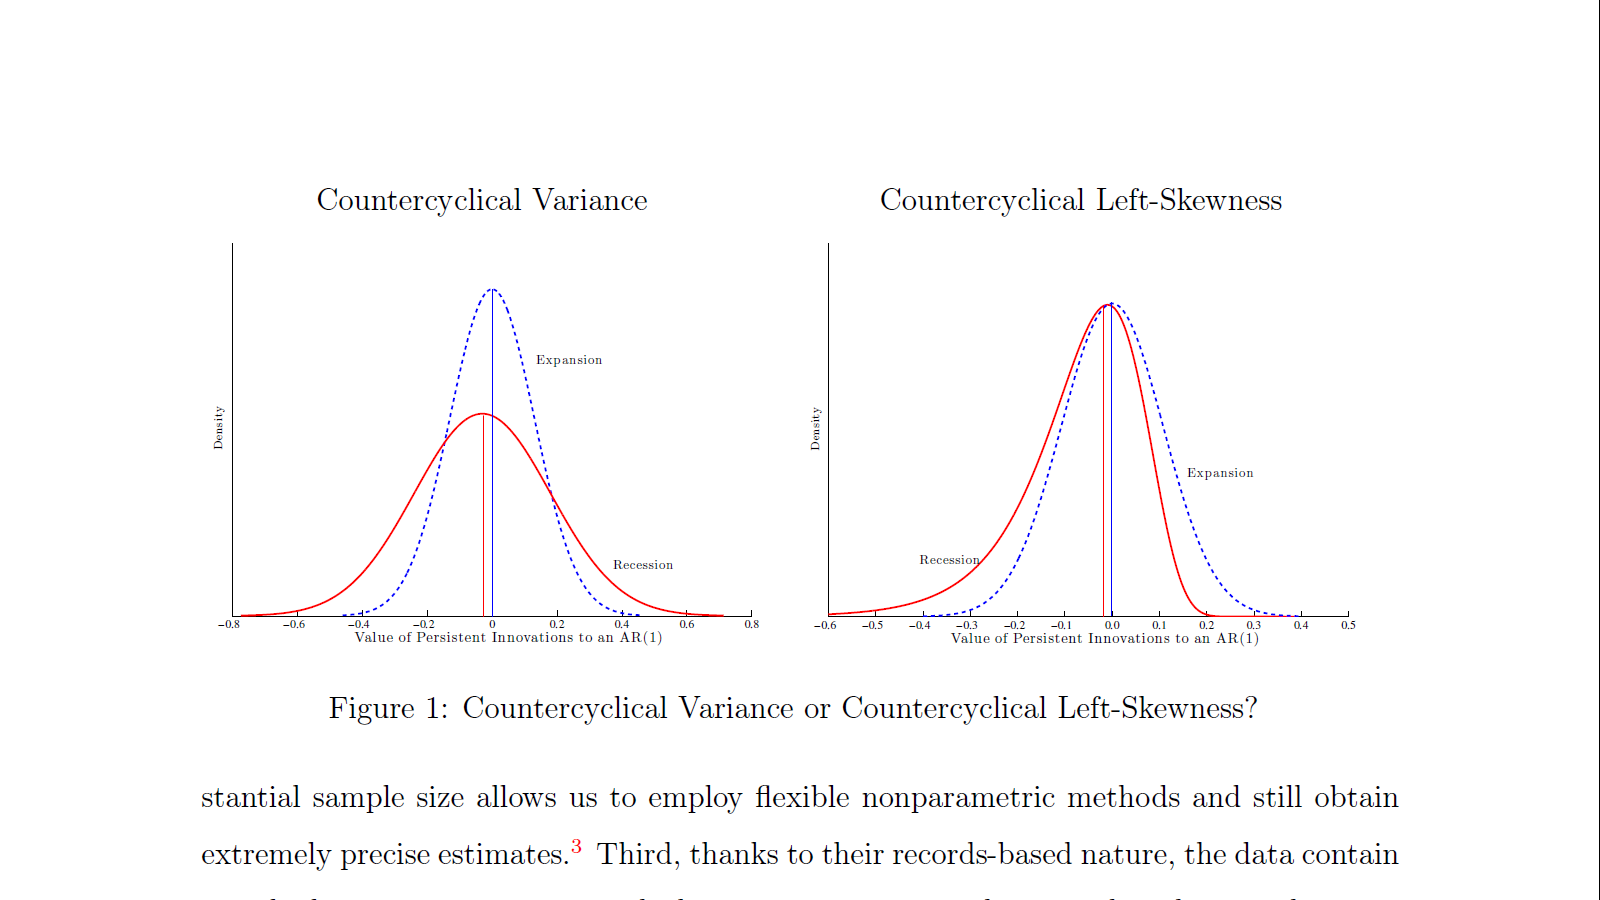 Countercyclical Variance
Countercyclical Left-Skewness
Density
Expansion
Recession
−0.8 −0.6 −0.4 −0.2 0 0.2 0.4 0.6 0.8
Value of Persistent Innovations to an AR(1)
Density
Expansion
Recession
−0.6 −0.5 −0.4 −0.3 −0.2 −0.1 0.0 0.1 0.2 0.3 0.4 0.5
Value of Persistent Innovations to an AR(1)
Figure 1: Countercyclical Variance or Countercyclical Left-Skewness?
stantial sample size allows us to employ flexible nonparametric methods and still obtain
extremely precise estimates.3 Third, thanks to their records-based nature, the data contain